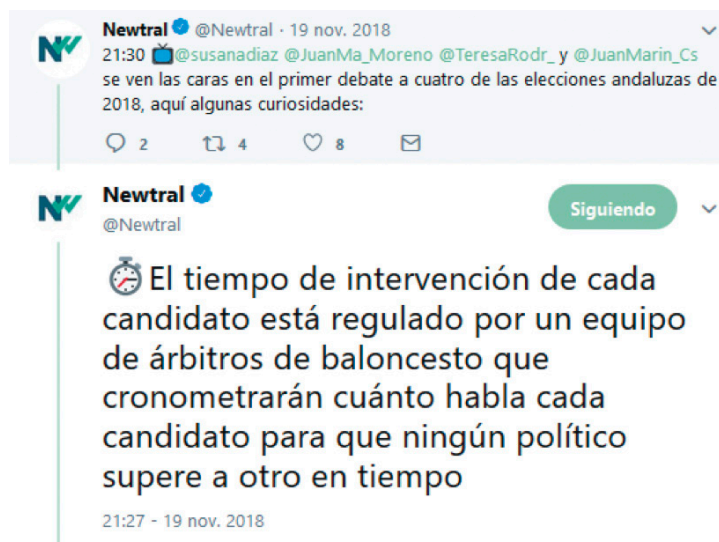 Newtral @Newtral · 19 nov. 2018
21:30 📺@susanadiaz @JuanMa_Moreno @TeresaRodr_ y @JuanMarin_Cs
se ven las caras en el primer debate a cuatro de las elecciones andaluzas de
2018, aquí algunas curiosidades:
2 4 8
Newtral
Siguiendo
@Newtral
⏱El tiempo de intervención de cada
candidato está regulado por un equipo
de árbitros de baloncesto que
cronometrarán cuánto habla cada
candidato para que ningún político
supere a otro en tiempo
21:27 - 19 nov. 2018